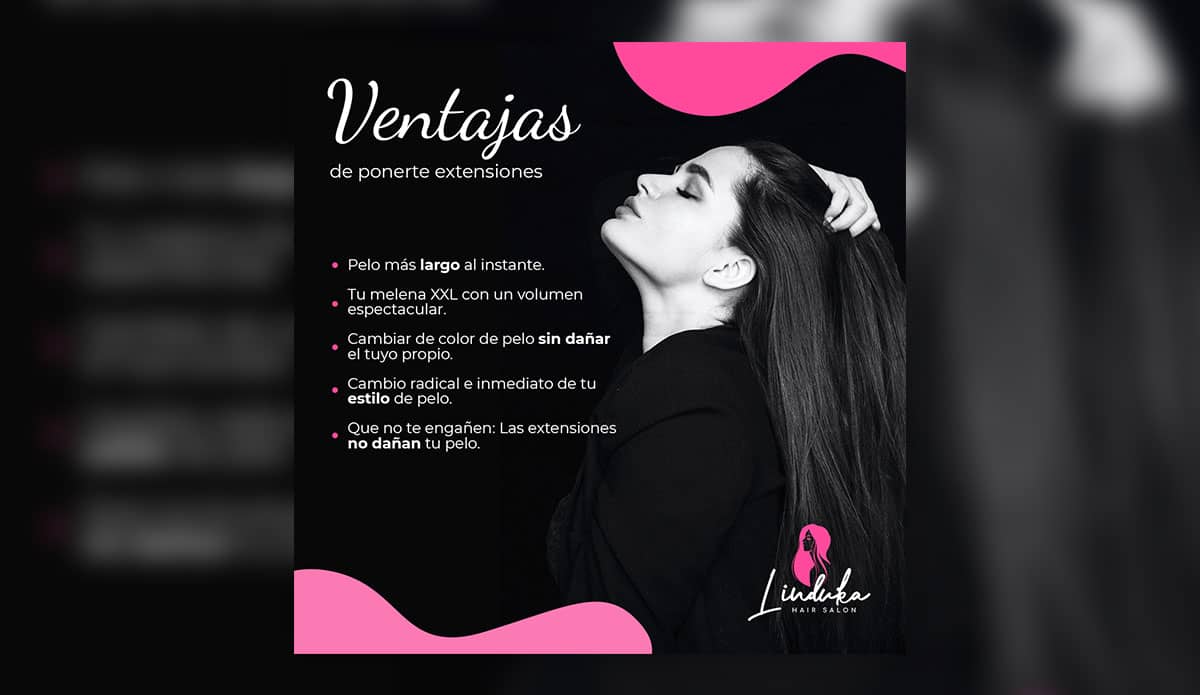 Ventajas
de ponerte extensiones
Pelo más largo al instante.
Tu melena XXL con un volumen
espectacular.
Cambiar de color de pelo sin dañar
el tuyo propio.
Cambio radical e inmediato de tu
estilo de pelo.
Que no te engañen: Las extensiones
no dañan tu pelo.
Linduka
HAIR SALON